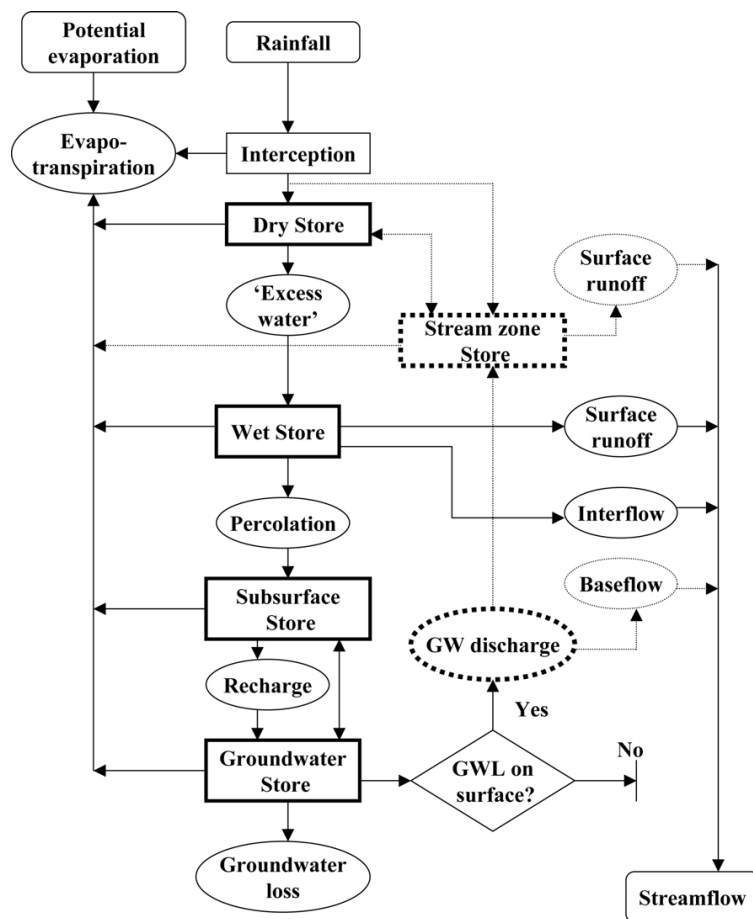 Potential
evaporation
Rainfall
Evapo-
transpiration
Interception
Dry Store
Surface
runoff
‘Excess
water’
Stream zone
Store
Wet Store
Surface
runoff
Percolation
Interflow
Baseflow
Subsurface
Store
GW discharge
Recharge
Yes
No
Groundwater
Store
GWL on
surface?
Groundwater
loss
Streamflow